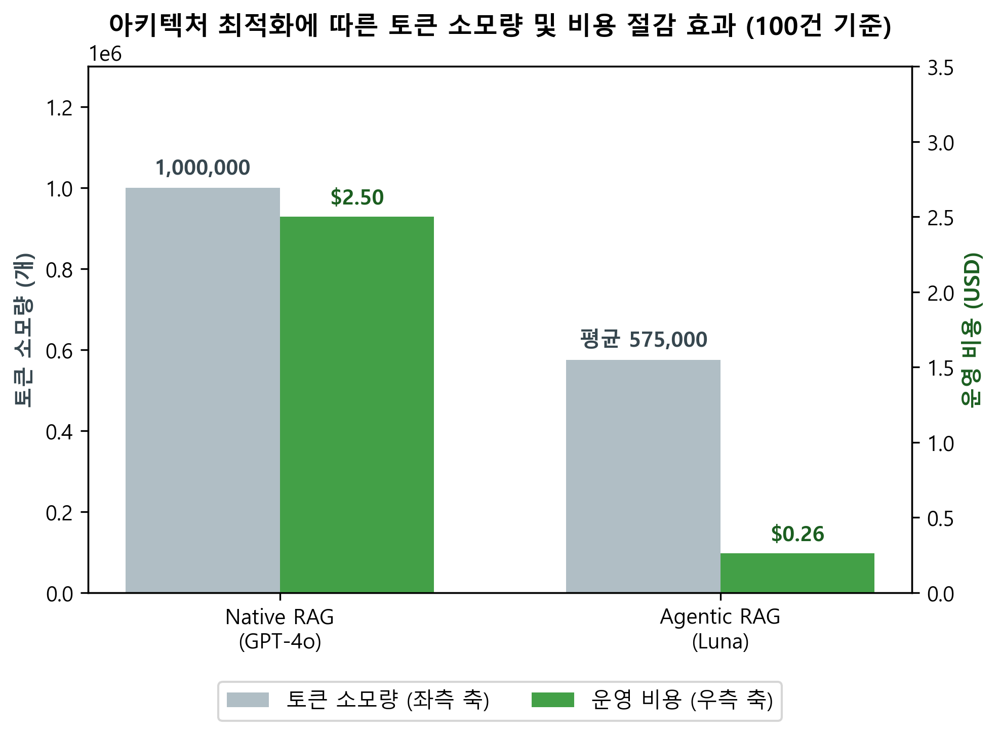 아키텍처 최적화에 따른 토큰 소모량 및 비용 절감 효과 (100건 기준)
1e6
토큰 소모량 (개)
1.2
1.0
0.8
0.6
0.4
0.2
0.0
1,000,000
$2.50
평균 575,000
$0.26
3.5
3.0
2.5
2.0
1.5
1.0
0.5
0.0
운영 비용 (USD)
Native RAG
(GPT-4o)
Agentic RAG
(Luna)
토큰 소모량 (좌측 축)
운영 비용 (우측 축)